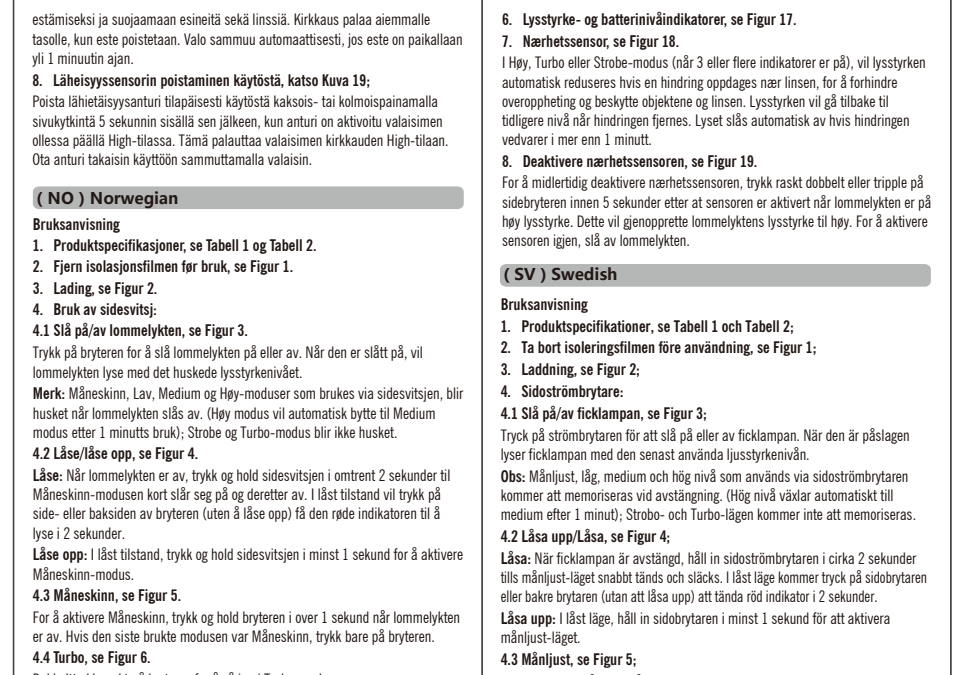 estämiseksi ja suojaamaan esineitä sekä linssiä. Kirkkaus palaa aiemmalle
tasolle, kun este poistetaan. Valo sammuu automaattisesti, jos este on paikallaan
yli 1 minuutin ajan.
8. Läheisyyssensorin poistaminen käytöstä, katso Kuva 19;
Poista lähietäisyysanturi tilapäisesti käytöstä kaksois- tai kolmoispainamalla
sivukytkintä 5 sekunnin sisällä sen jälkeen, kun anturi on aktivoitu valaisimen
ollessa päällä High-tilassa. Tämä palauttaa valaisimen kirkkauden High-tilaan.
Ota anturi takaisin käyttöön sammuttamalla valaisin.
( NO ) Norwegian
Bruksanvisning
1. Produktspecifikasjoner, se Tabell 1 og Tabell 2.
2. Fjern isolasjonsfilmen før bruk, se Figur 1.
3. Lading, se Figur 2.
4. Bruk av sidesvitsj:
4.1 Slå på/av lommelykten, se Figur 3.
Trykk på bryteren for å slå lommelykten på eller av. Når den er slått på, vil
lommelykten lyse med det huskede lysstyrkenivået.
Merk: Måneskinn, Lav, Medium og Høy-moduser som brukes via sidesvitsjen, blir
husket når lommelykten slås av. (Høy modus vil automatisk bytte til Medium
modus etter 1 minutts bruk); Strobe og Turbo-modus blir ikke husket.
4.2 Låse/låse opp, se Figur 4.
Låse: Når lommelykten er av, trykk og hold sidesvitsjen i omtrent 2 sekunder til
Måneskinn-modusen kort slår seg på og deretter av. I låst tilstand vil trykk på
side- eller baksiden av bryteren (uten å låse opp) få den røde indikatoren til å
lyse i 2 sekunder.
Låse opp: I låst tilstand, trykk og hold sidesvitsjen i minst 1 sekund for å aktivere
Måneskinn-modus.
4.3 Måneskinn, se Figur 5.
For å aktivere Måneskinn, trykk og hold bryteren i over 1 sekund når lommelykten
er av. Hvis den siste brukte modusen var Måneskinn, trykk bare på bryteren.
4.4 Turbo, se Figur 6.
6. Lysstyrke- og batterinivåindikatorer, se Figur 17.
7. Nærhetssensor, se Figur 18.
I Høy, Turbo eller Strobe-modus (når 3 eller flere indikatorer er på), vil lysstyrken
automatisk reduseres hvis en hindring oppdages nær linsen, for å forhindre
overoppheting og beskytte objektene og linsen. Lysstyrken vil gå tilbake til
tidligere nivå når hindringen fjernes. Lyset slås automatisk av hvis hindringen
vedvarer i mer enn 1 minutt.
8. Deaktivere nærhetssensoren, se Figur 19.
For å midlertidig deaktivere nærhetssensoren, trykk raskt dobbelt eller tripple på
sidebryteren innen 5 sekunder etter at sensoren er aktivert når lommelykten er på
høy lysstyrke. Dette vil gjenopprette lommelyktens lysstyrke til høy. For å aktivere
sensoren igjen, slå av lommelykten.
( SV ) Swedish
Bruksanvisning
1. Produktspecifikationer, se Tabell 1 och Tabell 2;
2. Ta bort isoleringsfilmen före användning, se Figur 1;
3. Laddning, se Figur 2;
4. Sidoströmbrytare:
4.1 Slå på/av ficklampan, se Figur 3;
Tryck på strömbrytaren för att slå på eller av ficklampan. När den är påslagen
lyser ficklampan med den senast använda ljusstyrkenivån.
Obs: Månljust, låg, medium och hög nivå som används via sidoströmbrytaren
kommer att memoriseras vid avstängning. (Hög nivå växlar automatiskt till
medium efter 1 minut); Strobo- och Turbo-lägen kommer inte att memoriseras.
4.2 Låsa upp/Låsa, se Figur 4;
Låsa: När ficklampan är avstängd, håll in sidoströmbrytaren i cirka 2 sekunder
tills månljust-läget snabbt tänds och släcks. I låst läge kommer tryck på sidobrytaren
eller bakre brytaren (utan att låsa upp) att tända röd indikator i 2 sekunder.
Låsa upp: I låst läge, håll in sidobrytaren i minst 1 sekund för att aktivera
månljust-läget.
4.3 Månljust, se Figur 5;